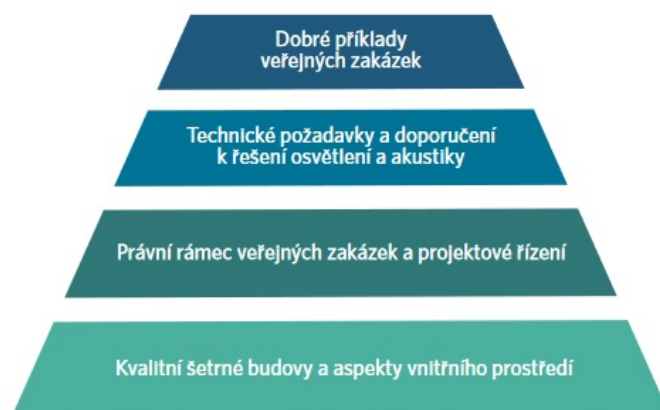 Dobré příklady
veřejných zakázek
Technické požadavky a doporučení
k řešení osvětlení a akustiky
Právní rámec veřejných zakázek a projektové řízení
Kvalitní šetrné budovy a aspekty vnitřního prostředí